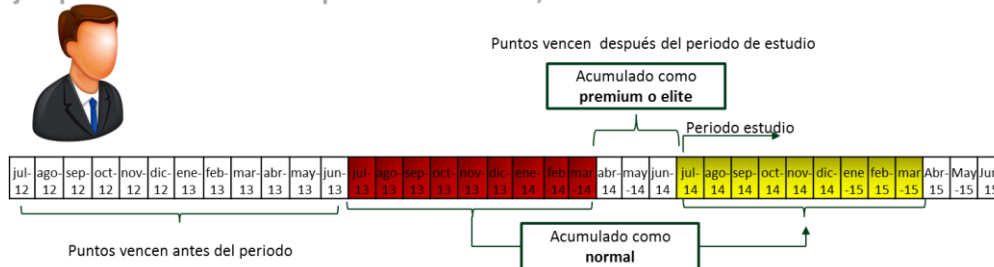 Puntos vencen después del periodo de estudio
Acumulado como
premium o elite
Periodo estudio
jul- ago- sep- oct- nov- dic- ene- feb- mar- abr- may- jun- jul- ago- sep- oct- nov- dic- ene feb mar abr- may jun- jul- ago- sep- oct- nov- dic- ene feb- mar Abr- May Jun
12 12 12 12 12 12 13 13 13 13 13 13 13 13 13 13 13 13 -14 -14 -14 14 -14 14 14 14 14 14 14 14 -15 15 -15 15 -15 15
Puntos vencen antes del periodo
Acumulado como
normal